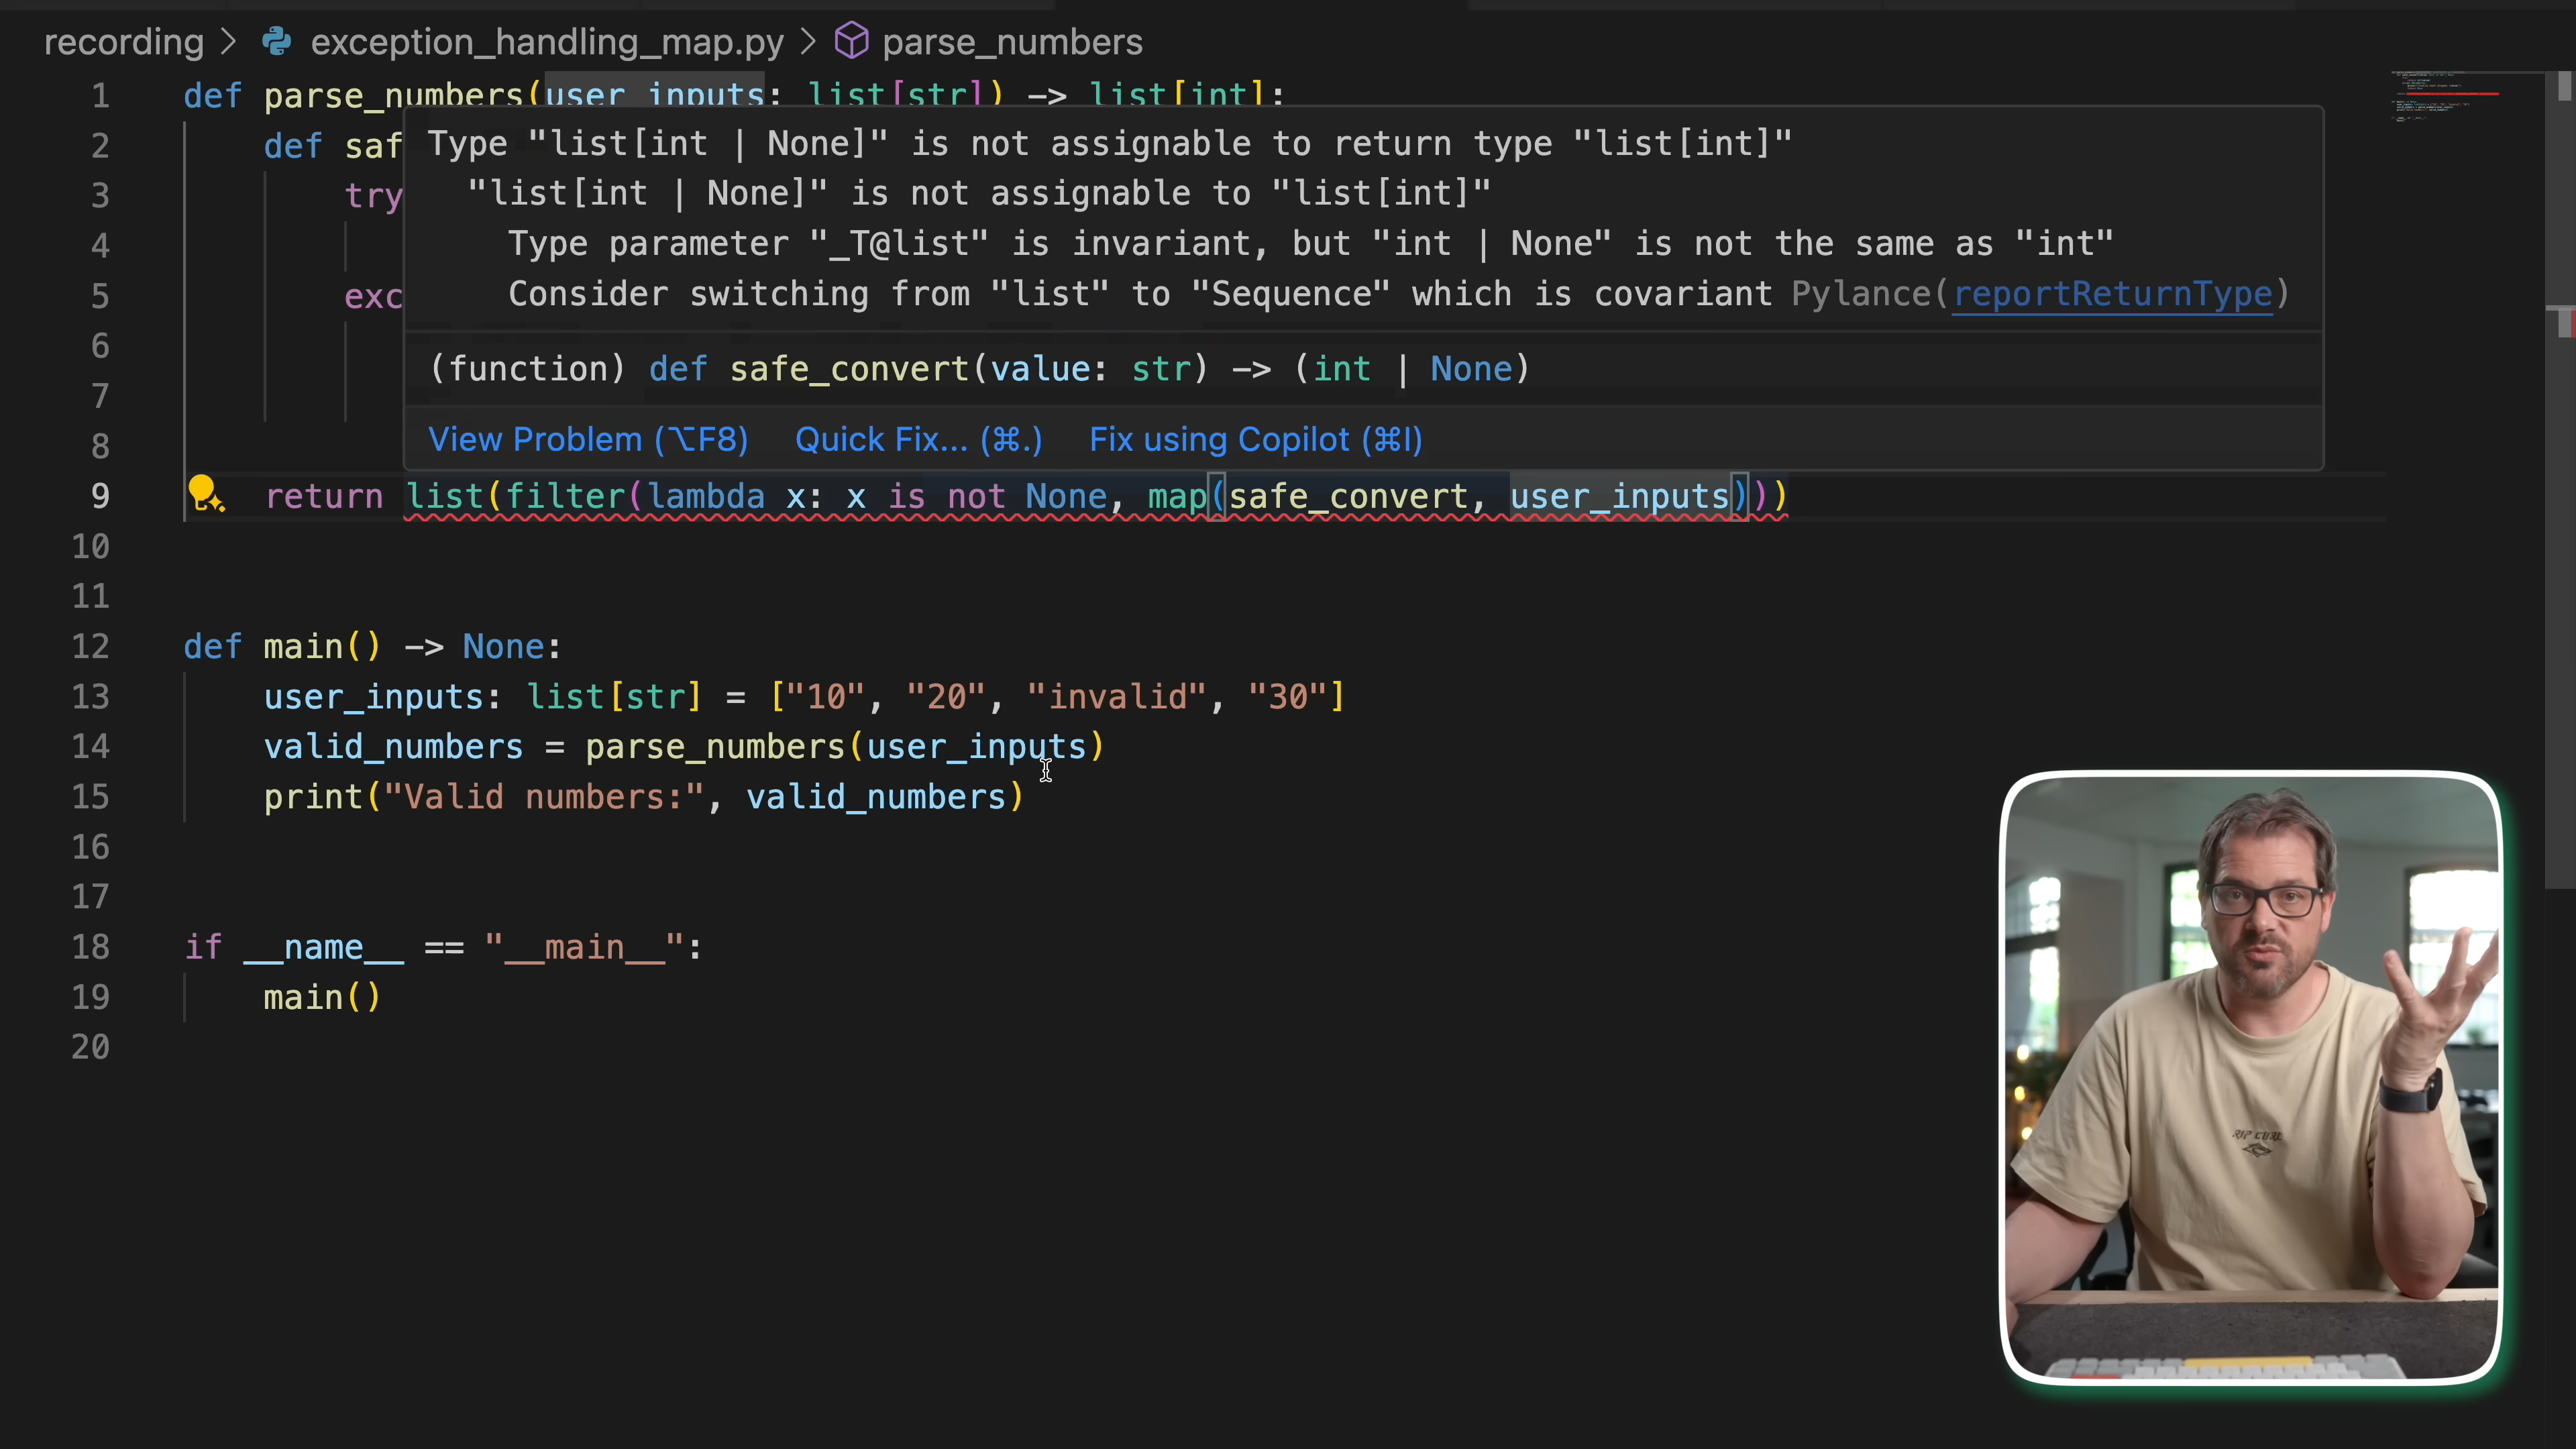 recording > exception_handling_map.py > parse_numbers
1 def parse_numbers(user_inputs: list[str]) -> list[int]:
2 def saf
3 try
4
5 exc
6
7
8
Type "list[int | None]" is not assignable to return type "list[int]"
"list[int | None]" is not assignable to "list[int]"
Type parameter "_T@list" is invariant, but "int | None" is not the same as "int"
Consider switching from "list" to "Sequence" which is covariant Pylance(reportReturnType)
(function) def safe_convert(value: str) -> (int | None)
View Problem (⌥F8) Quick Fix... (⌘.) Fix using Copilot (⌘I)
9 return list(filter(lambda x: x is not None, map(safe_convert, user_inputs)))
10
11
12 def main() -> None:
13 user_inputs: list[str] = ["10", "20", "invalid", "30"]
14 valid_numbers = parse_numbers(user_inputs)
15 print("Valid numbers:", valid_numbers)
16
17
18 if __name__ == "__main__":
19 main()
20
RIP CURL